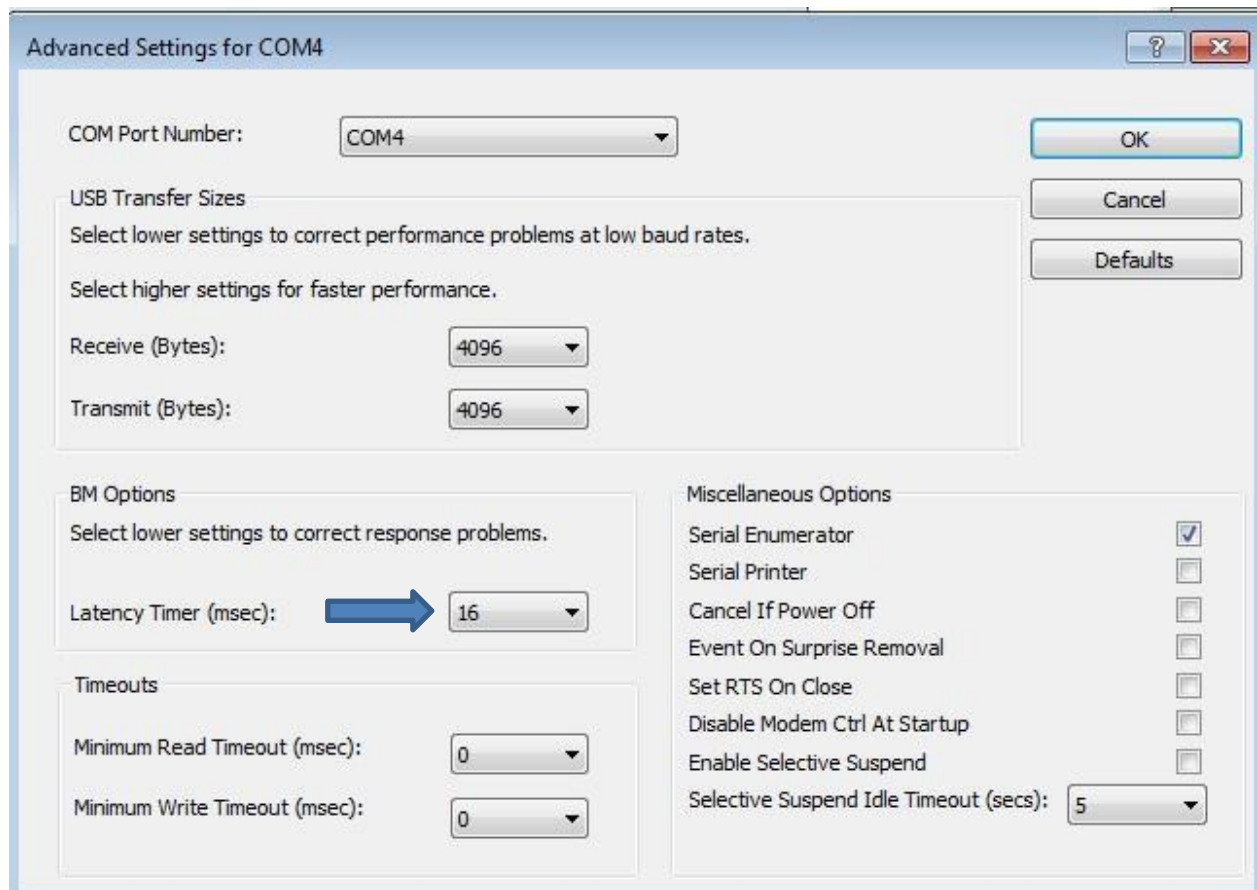 Advanced Settings for COM4
COM Port Number:
COM4
OK
USB Transfer Sizes
Cancel
Select lower settings to correct performance problems at low baud rates.
Defaults
Select higher settings for faster performance.
Receive (Bytes):
4096
Transmit (Bytes):
4096
BM Options
Select lower settings to correct response problems.
Latency Timer (msec):
16
Timeouts
Minimum Read Timeout (msec):
0
Minimum Write Timeout (msec):
0
Miscellaneous Options
Serial Enumerator
Serial Printer
Cancel If Power Off
Event On Surprise Removal
Set RTS On Close
Disable Modem Ctrl At Startup
Enable Selective Suspend
Selective Suspend Idle Timeout (secs):
5